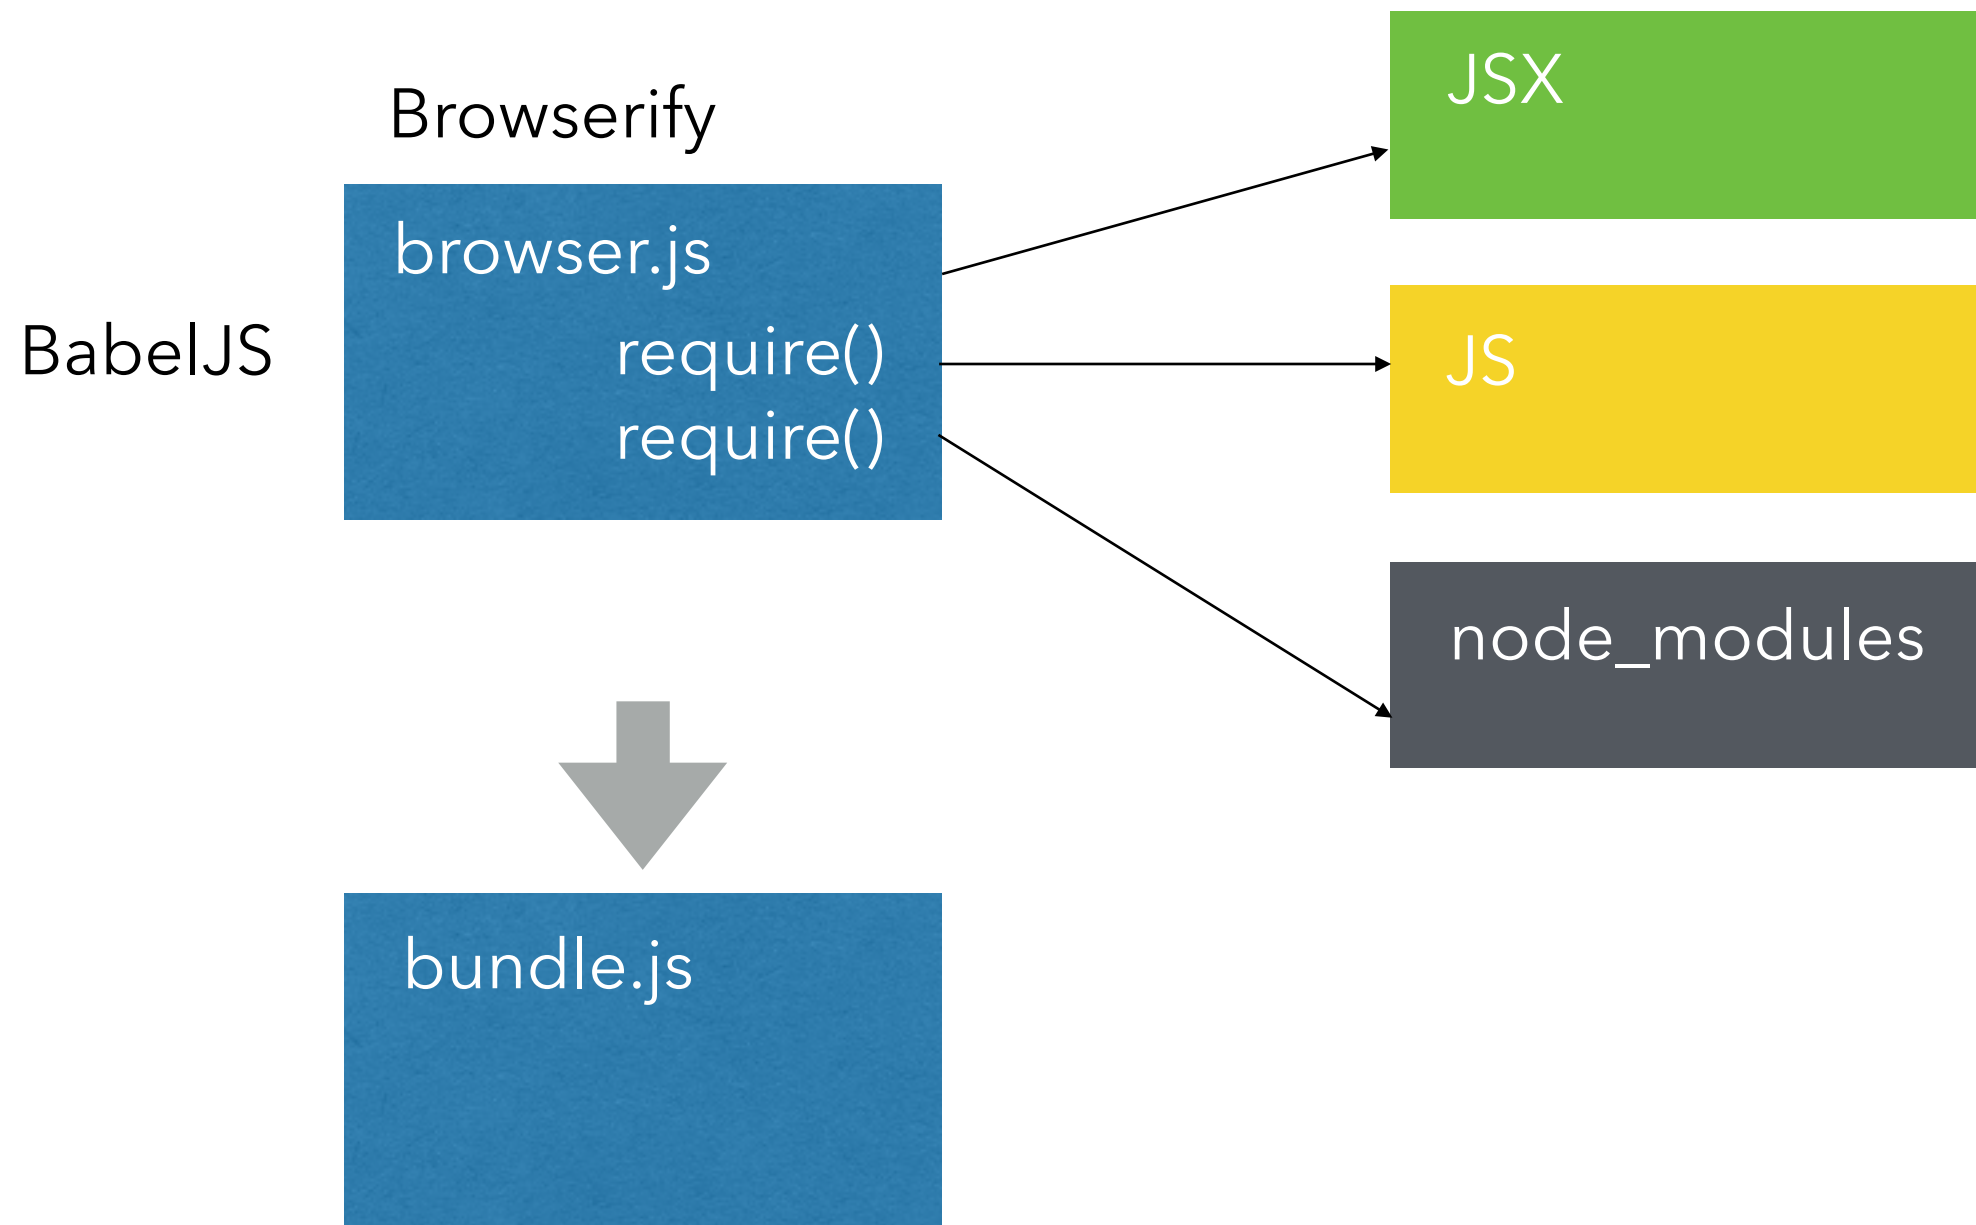 Browserify
BabelJS
browser.js
require()
require()
JSX
JS
node_modules
bundle.js